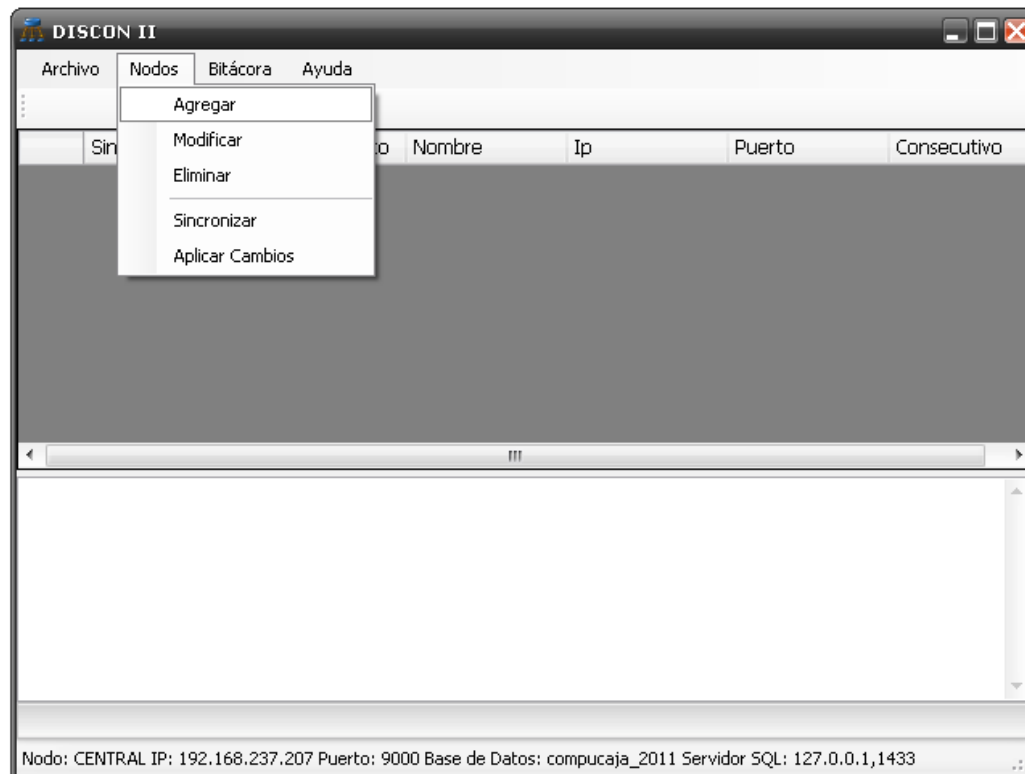 DISCON II
Archivo Nodos Bitácora Ayuda
Agregar
Modificar
Eliminar
Sincronizar
Aplicar Cambios
Nombre Ip Puerto Consecutivo
Nodo: CENTRAL IP: 192.168.237.207 Puerto: 9000 Base de Datos: compucaja_2011 Servidor SQL: 127.0.0.1,1433